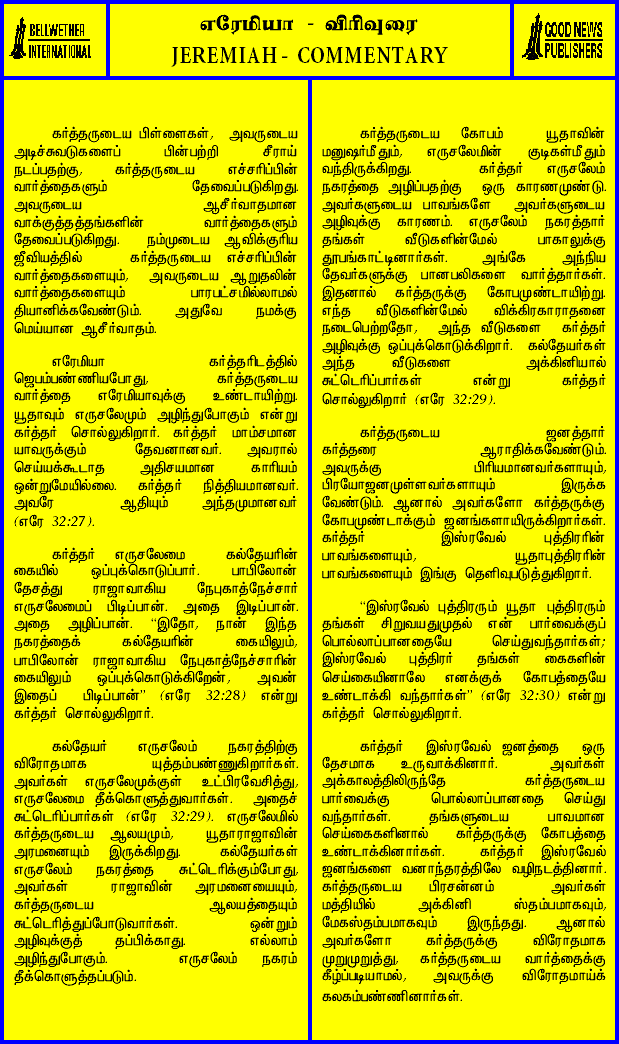 BELLWETHER
INTERNATIONAL
எரேமியா - விரிவுரை
JEREMIAH - COMMENTARY
GOOD NEWS
PUBLISHERS
கர்த்தருடைய பிள்ளைகள், அவருடைய
அடிச்சுவடுகளைப் பின்பற்றி சீராய்
நடப்பதற்கு, கர்த்தருடைய எச்சரிப்பின்
வார்த்தைகளும் தேவைப்படுகிறது.
அவருடைய ஆசீர்வாதமான
வாக்குத்தத்தங்களின் வார்த்தைகளும்
தேவைப்படுகிறது. நம்முடைய ஆவிக்குரிய
ஜீவியத்தில் கர்த்தருடைய எச்சரிப்பின்
வார்த்தைகளையும், அவருடைய ஆறுதலின்
வார்த்தைகளையும் பாரபட்சமில்லாமல்
தியானிக்கவேண்டும். அதுவே நமக்கு
மெய்யான ஆசீர்வாதம்.
எரேமியா கர்த்தரிடத்தில்
ஜெபம்பண்ணியபோது, கர்த்தருடைய
வார்த்தை எரேமியாவுக்கு உண்டாயிற்று.
யூதாவும் எருசலேமும் அழிந்துபோகும் என்று
கர்த்தர் சொல்லுகிறார். கர்த்தர் மாம்சமான
யாவருக்கும் தேவனானவர். அவரால்
செய்யக்கூடாத அதிசயமான காரியம்
ஒன்றுமேயில்லை. கர்த்தர் நித்தியமானவர்.
அவரே ஆதியும் அந்தமுமானவர்
(எரே 32:27).
கர்த்தர் எருசலேமை கல்தேயரின்
கையில் ஒப்புக்கொடுப்பார். பாபிலோன்
தேசத்து ராஜாவாகிய நேபுகாத்நேச்சார்
எருசலேமைப் பிடிப்பான். அதை இடிப்பான்.
அதை அழிப்பான். “இதோ, நான் இந்த
நகரத்தைக் கல்தேயரின் கையிலும்,
பாபிலோன் ராஜாவாகிய நேபுகாத்நேச்சாரின்
கையிலும் ஒப்புக்கொடுக்கிறேன், அவன்
இதைப் பிடிப்பான்” (எரே 32:28) என்று
கர்த்தர் சொல்லுகிறார்.
கல்தேயர் எருசலேம் நகரத்திற்கு
விரோதமாக யுத்தம்பண்ணுகிறார்கள்.
அவர்கள் எருசலேமுக்குள் உட்பிரவேசித்து,
எருசலேமை தீக்கொளுத்துவார்கள். அதைச்
சுட்டெரிப்பார்கள் (எரே 32:29). எருசலேமில்
கர்த்தருடைய ஆலயமும், யூதாராஜாவின்
அரமனையும் இருக்கிறது. கல்தேயர்கள்
எருசலேம் நகரத்தை சுட்டெரிக்கும்போது,
அவர்கள் ராஜாவின் அரமனையையும்,
கர்த்தருடைய ஆலயத்தையும்
சுட்டெரித்துப்போடுவார்கள். ஒன்றும்
அழிவுக்குத் தப்பிக்காது. எல்லாம்
அழிந்துபோகும். எருசலேம் நகரம்
தீக்கொளுத்தப்படும்.
கர்த்தருடைய கோபம் யூதாவின்
மனுஷர்மீதும், எருசலேமின் குடிகள்மீதும்
வந்திருக்கிறது. கர்த்தர் எருசலேம்
நகரத்தை அழிப்பதற்கு ஒரு காரணமுண்டு.
அவர்களுடைய பாவங்களே அவர்களுடைய
அழிவுக்கு காரணம். எருசலேம் நகரத்தார்
தங்கள் வீடுகளின்மேல் பாகாலுக்கு
தூபங்காட்டினார்கள். அங்கே அந்நிய
தேவர்களுக்கு பானபலிகளை வார்த்தார்கள்.
இதனால் கர்த்தருக்கு கோபமுண்டாயிற்று.
எந்த வீடுகளின்மேல் விக்கிரகாராதனை
நடைபெற்றதோ, அந்த வீடுகளை கர்த்தர்
அழிவுக்கு ஒப்புக்கொடுக்கிறார். கல்தேயர்கள்
அந்த வீடுகளை அக்கினியால்
சுட்டெரிப்பார்கள் என்று கர்த்தர்
சொல்லுகிறார் (எரே 32:29).
கர்த்தருடைய ஜனத்தார்
கர்த்தரை ஆராதிக்கவேண்டும்.
அவருக்கு பிரியமானவர்களாயும்,
பிரயோஜனமுள்ளவர்களாயும் இருக்க
வேண்டும். ஆனால் அவர்களோ கர்த்தருக்கு
கோபமுண்டாக்கும் ஜனங்களாயிருக்கிறார்கள்.
கர்த்தர் இஸ்ரவேல் புத்திரரின்
பாவங்களையும், யூதாபுத்திரரின்
பாவங்களையும் இங்கு தெளிவுபடுத்துகிறார்.
“இஸ்ரவேல் புத்திரரும் யூதா புத்திரரும்
தங்கள் சிறுவயதுமுதல் என் பார்வைக்குப்
பொல்லாப்பானதையே செய்துவந்தார்கள்;
இஸ்ரவேல் புத்திரர் தங்கள் கைகளின்
செய்கையினாலே எனக்குக் கோபத்தையே
உண்டாக்கி வந்தார்கள்” (எரே 32:30) என்று
கர்த்தர் சொல்லுகிறார்.
கர்த்தர் இஸ்ரவேல் ஜனத்தை ஒரு
தேசமாக உருவாக்கினார். அவர்கள்
அக்காலத்திலிருந்தே கர்த்தருடைய
பார்வைக்கு பொல்லாப்பானதை செய்து
வந்தார்கள். தங்களுடைய பாவமான
செய்கைகளினால் கர்த்தருக்கு கோபத்தை
உண்டாக்கினார்கள். கர்த்தர் இஸ்ரவேல்
ஜனங்களை வனாந்தரத்திலே வழிநடத்தினார்.
கர்த்தருடைய பிரசன்னம் அவர்கள்
மத்தியில் அக்கினி ஸ்தம்பமாகவும்,
மேகஸ்தம்பமாகவும் இருந்தது. ஆனால்
அவர்களோ கர்த்தருக்கு விரோதமாக
முறுமுறுத்து, கர்த்தருடைய வார்த்தைக்கு
கீழ்ப்படியாமல், அவருக்கு விரோதமாய்க்
கலகம்பண்ணினார்கள்.